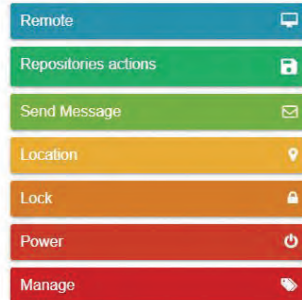 Remote
Repositories actions
Send Message
Location
Lock
Power
Manage